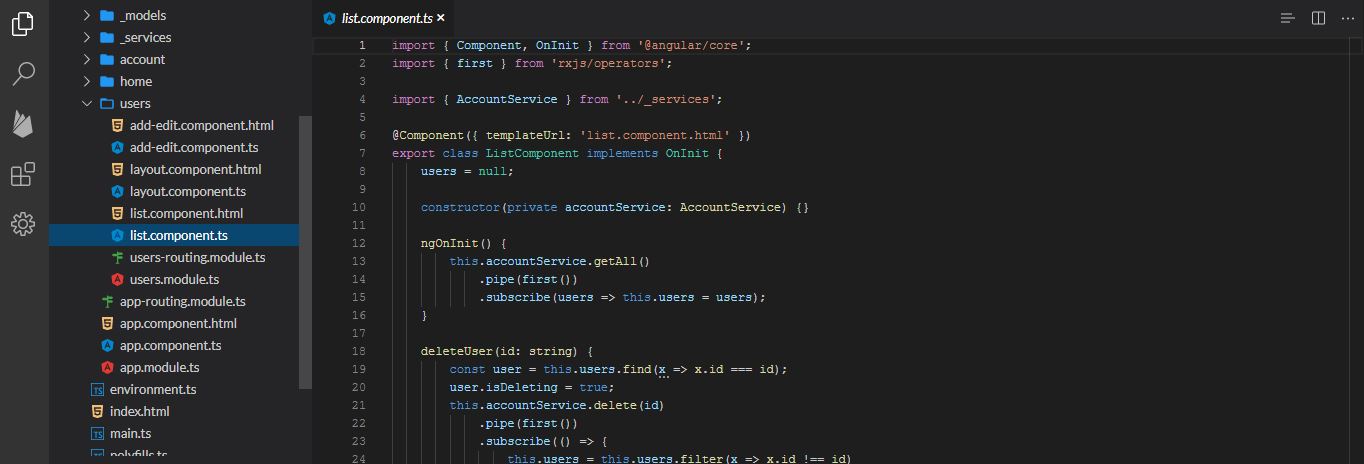 _models
_services
account
home
users
add-edit.component.html
add-edit.component.ts
layout.component.html
layout.component.ts
list.component.html
list.component.ts
users-routing.module.ts
users.module.ts
app-routing.module.ts
app.component.html
app.component.ts
app.module.ts
TS environment.ts
index.html
TS main.ts
TS polyfills.ts
list.component.ts ×
1 import { Component, OnInit } from '@angular/core';
2 import { first } from 'rxjs/operators';
3
4 import { AccountService } from '../_services';
5
6 @Component({ templateUrl: 'list.component.html' })
7 export class ListComponent implements OnInit {
8     users = null;
9
10     constructor(private accountService: AccountService) {}
11
12     ngOnInit() {
13         this.accountService.getAll()
14             .pipe(first())
15             .subscribe(users => this.users = users);
16     }
17
18     deleteUser(id: string) {
19         const user = this.users.find(x => x.id === id);
20         user.isDeleting = true;
21         this.accountService.delete(id)
22             .pipe(first())
23             .subscribe(() => {
24                 this.users = this.users.filter(x => x.id !== id)